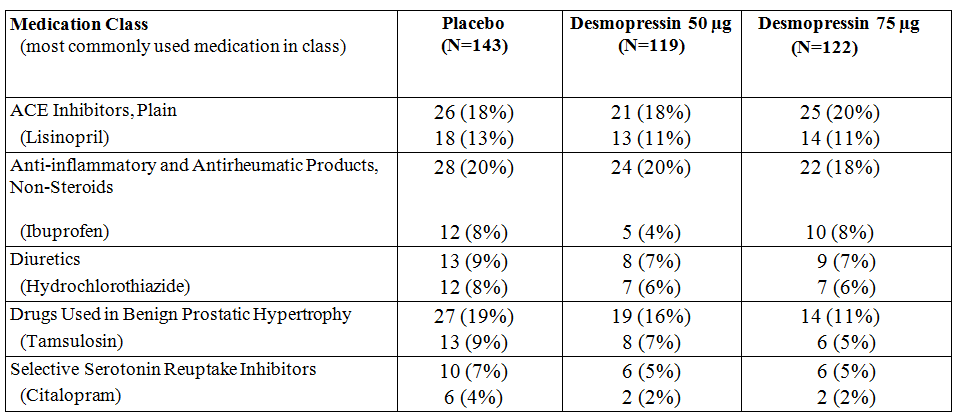 Medication Class Placebo Desmopressin 50 µg Desmopressin 75 µg
(most commonly used medication in class) (N=143) (N=119) (N=122)
ACE Inhibitors, Plain 26 (18%) 21 (18%) 25 (20%)
(Lisinopril) 18 (13%) 13 (11%) 14 (11%)
Anti-inflammatory and Antirheumatic Products, 28 (20%) 24 (20%) 22 (18%)
Non-Steroids
(Ibuprofen) 12 (8%) 5 (4%) 10 (8%)
Diuretics 13 (9%) 8 (7%) 9 (7%)
(Hydrochlorothiazide) 12 (8%) 7 (6%) 7 (6%)
Drugs Used in Benign Prostatic Hypertrophy 27 (19%) 19 (16%) 14 (11%)
(Tamsulosin) 13 (9%) 8 (7%) 6 (5%)
Selective Serotonin Reuptake Inhibitors 10 (7%) 6 (5%) 6 (5%)
(Citalopram) 6 (4%) 2 (2%) 2 (2%)